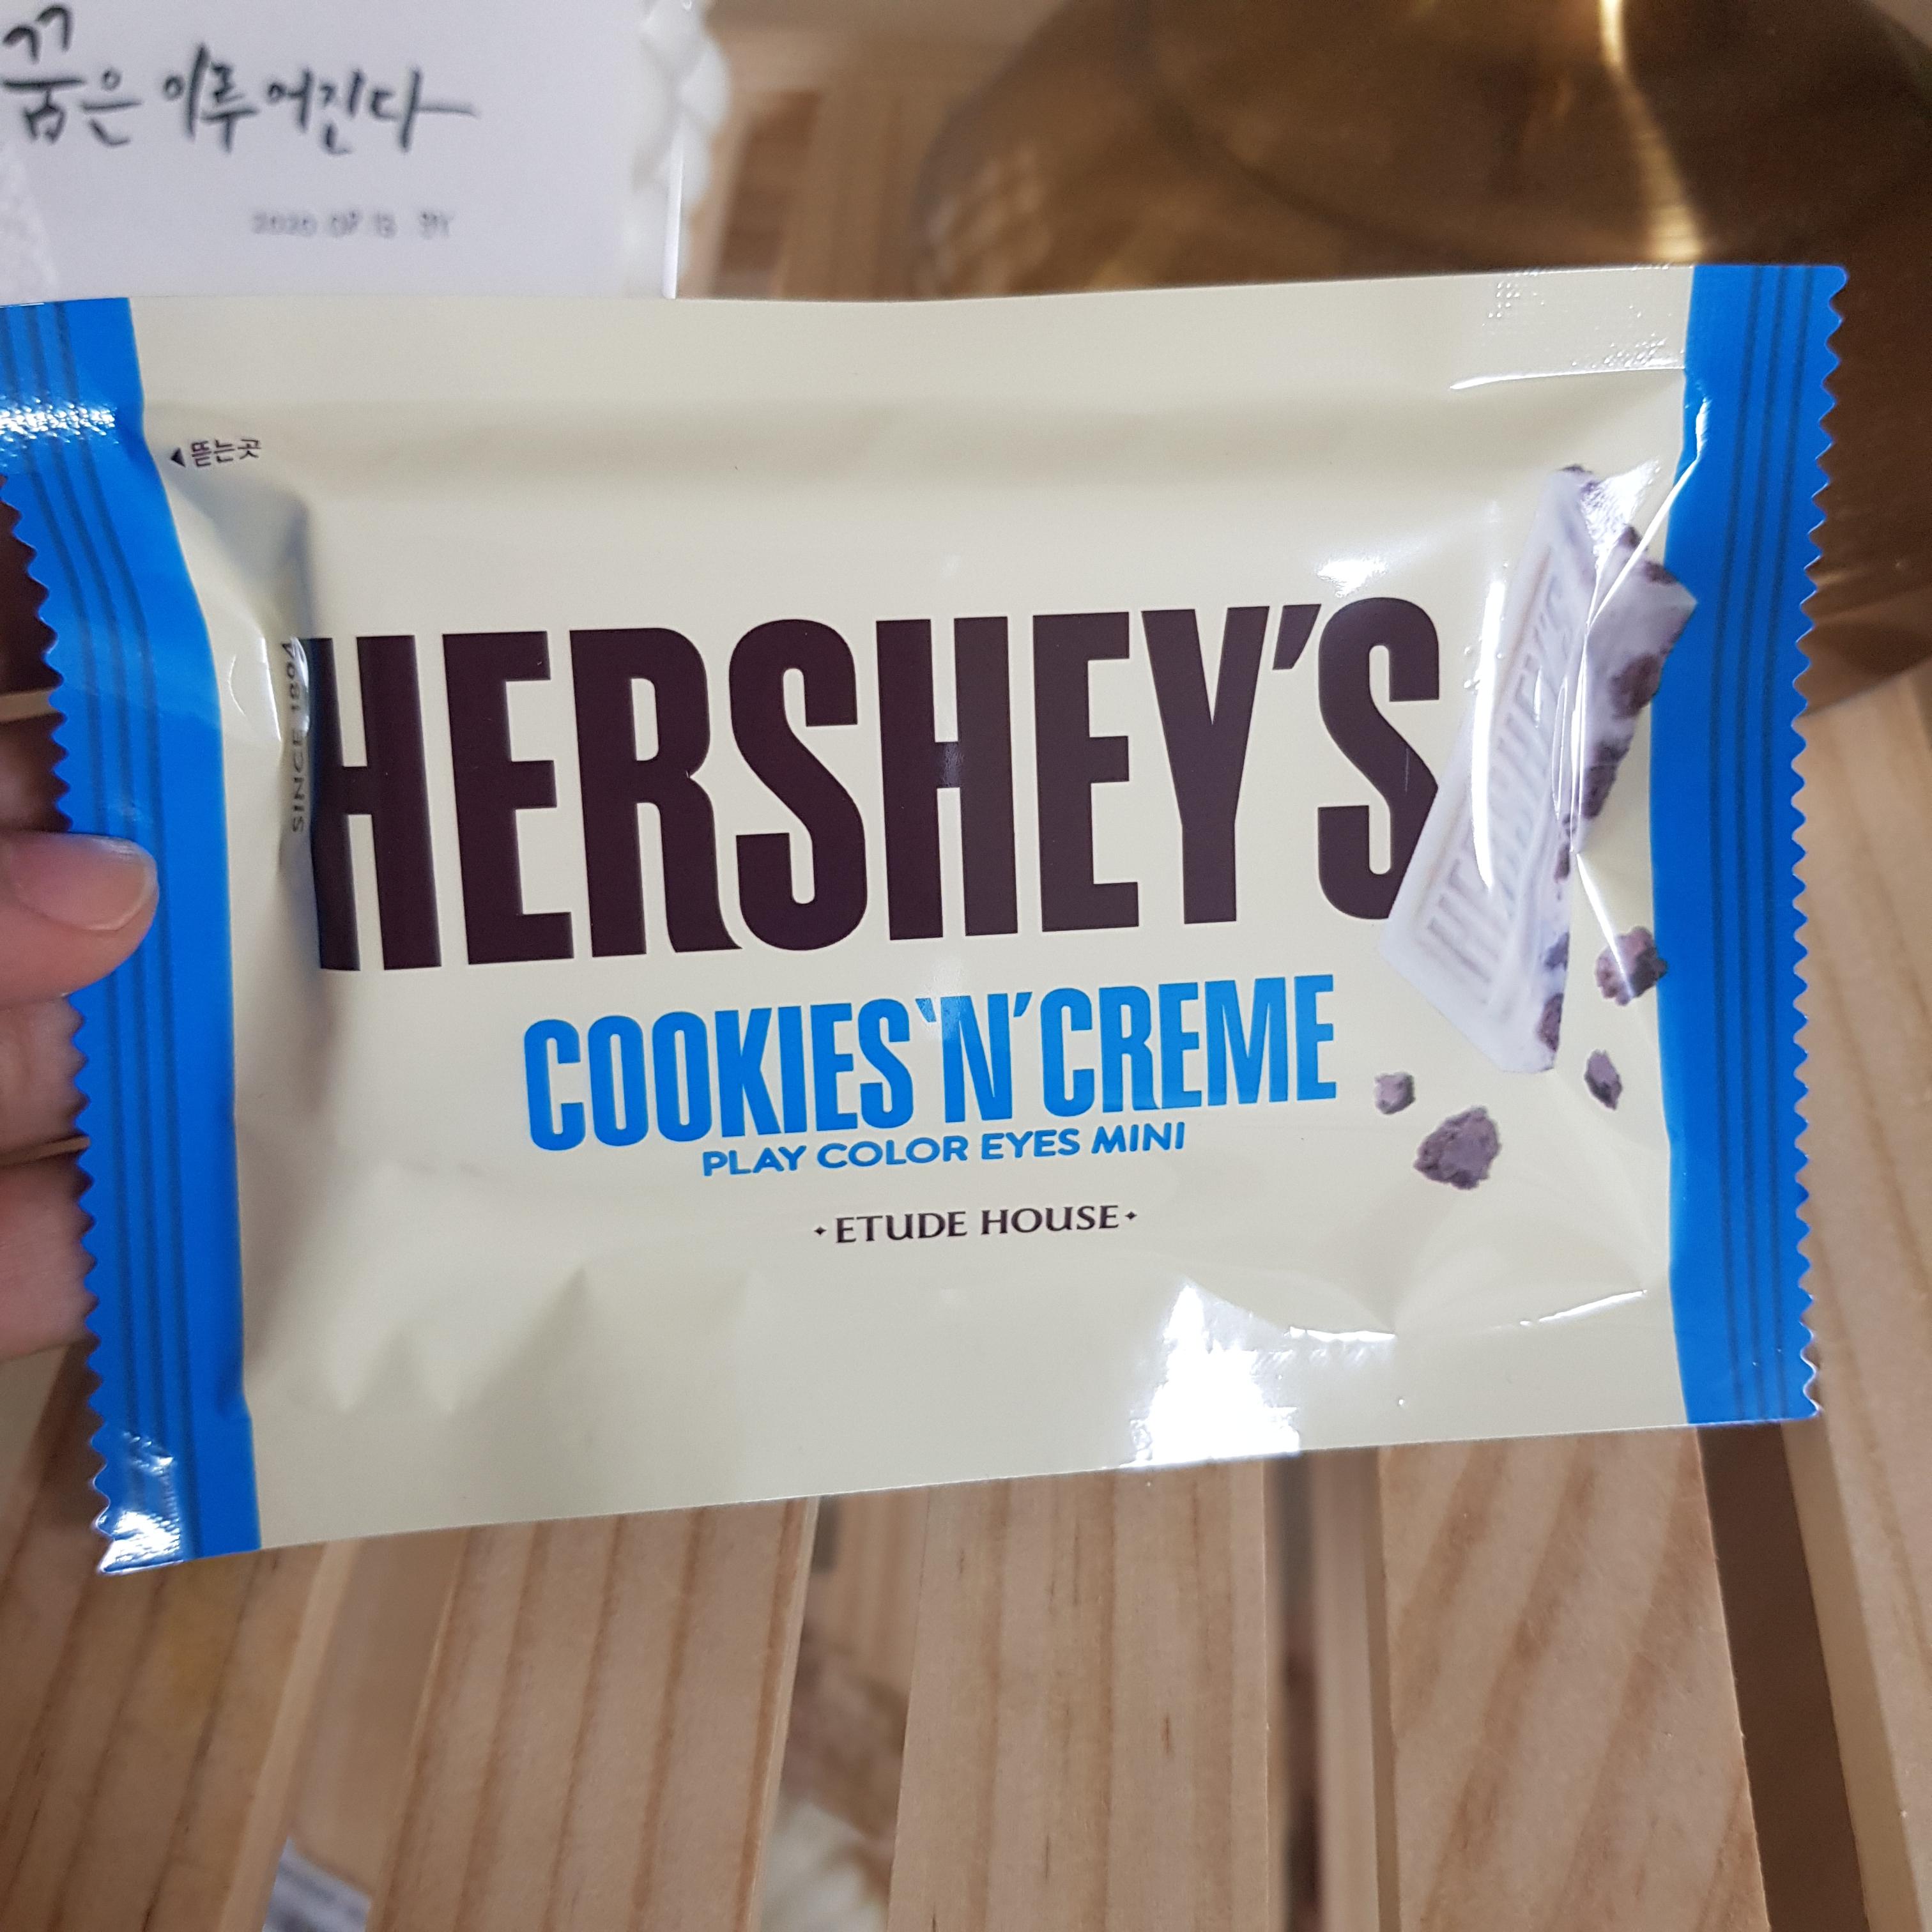 꿈은 이루어진다
◀뜯는곳
SINCE 1894
HERSHEY'S
HERSHEY'S
COOKIES'N'CREME
PLAY COLOR EYES MINI
ETUDE HOUSE